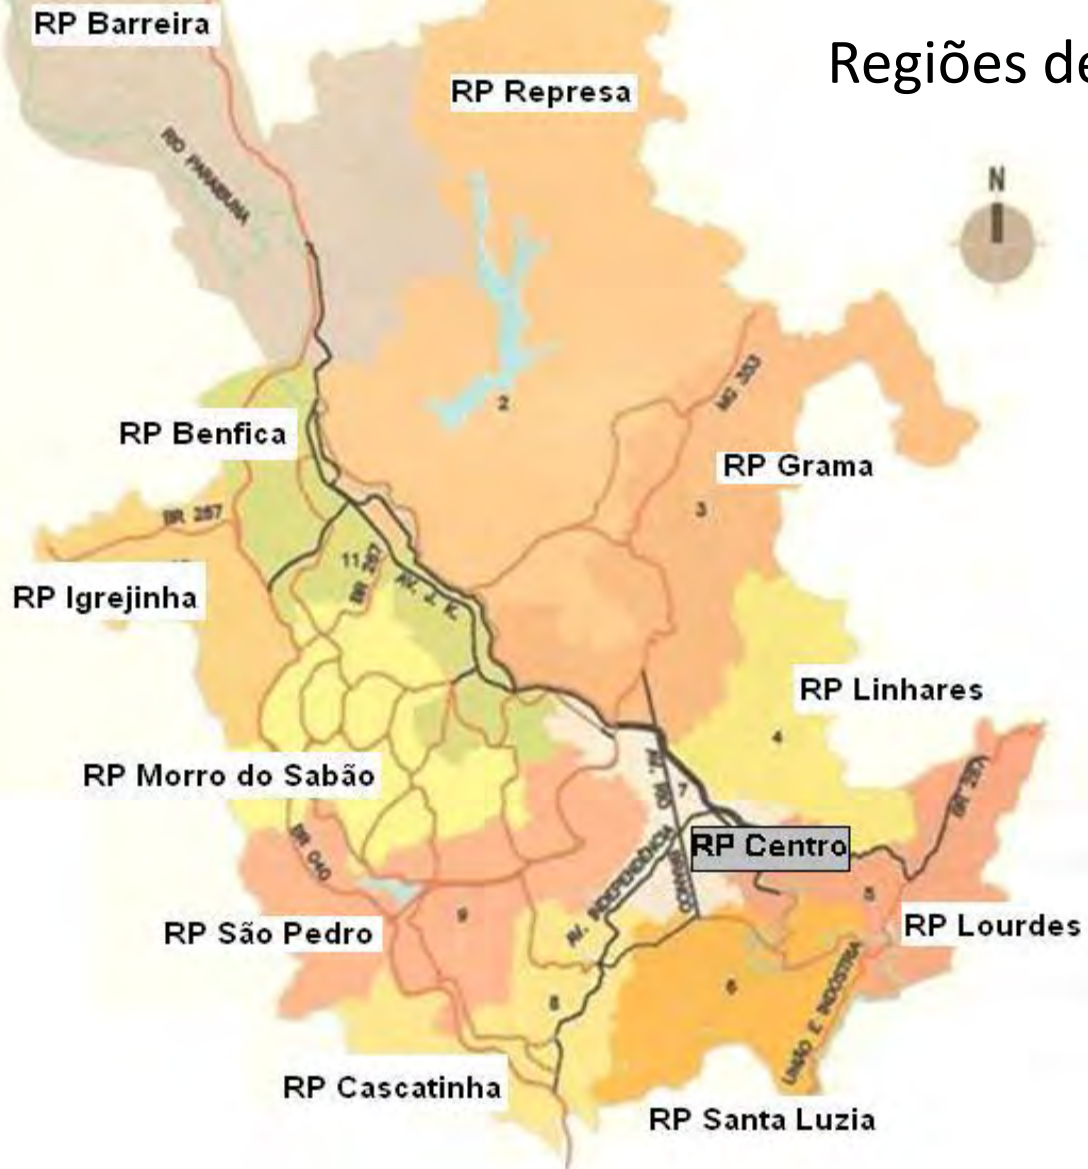 RP Barreira
Regiões de
RP Represa
RIO PARAIBUNA
N
MG 353
2
RP Benfica
RP Grama
3
BR 267
11
BR 267
AV. J. K.
RP Igrejinha
RP Linhares
4
RP Morro do Sabão
BR 267
AV. RIO
7
RP Centro
BR 040
AV. INDEPENDÊNCIA
5
9
RP Lourdes
RP São Pedro
6
8
UNIÃO E INDÚSTRIA
RP Cascatinha
RP Santa Luzia